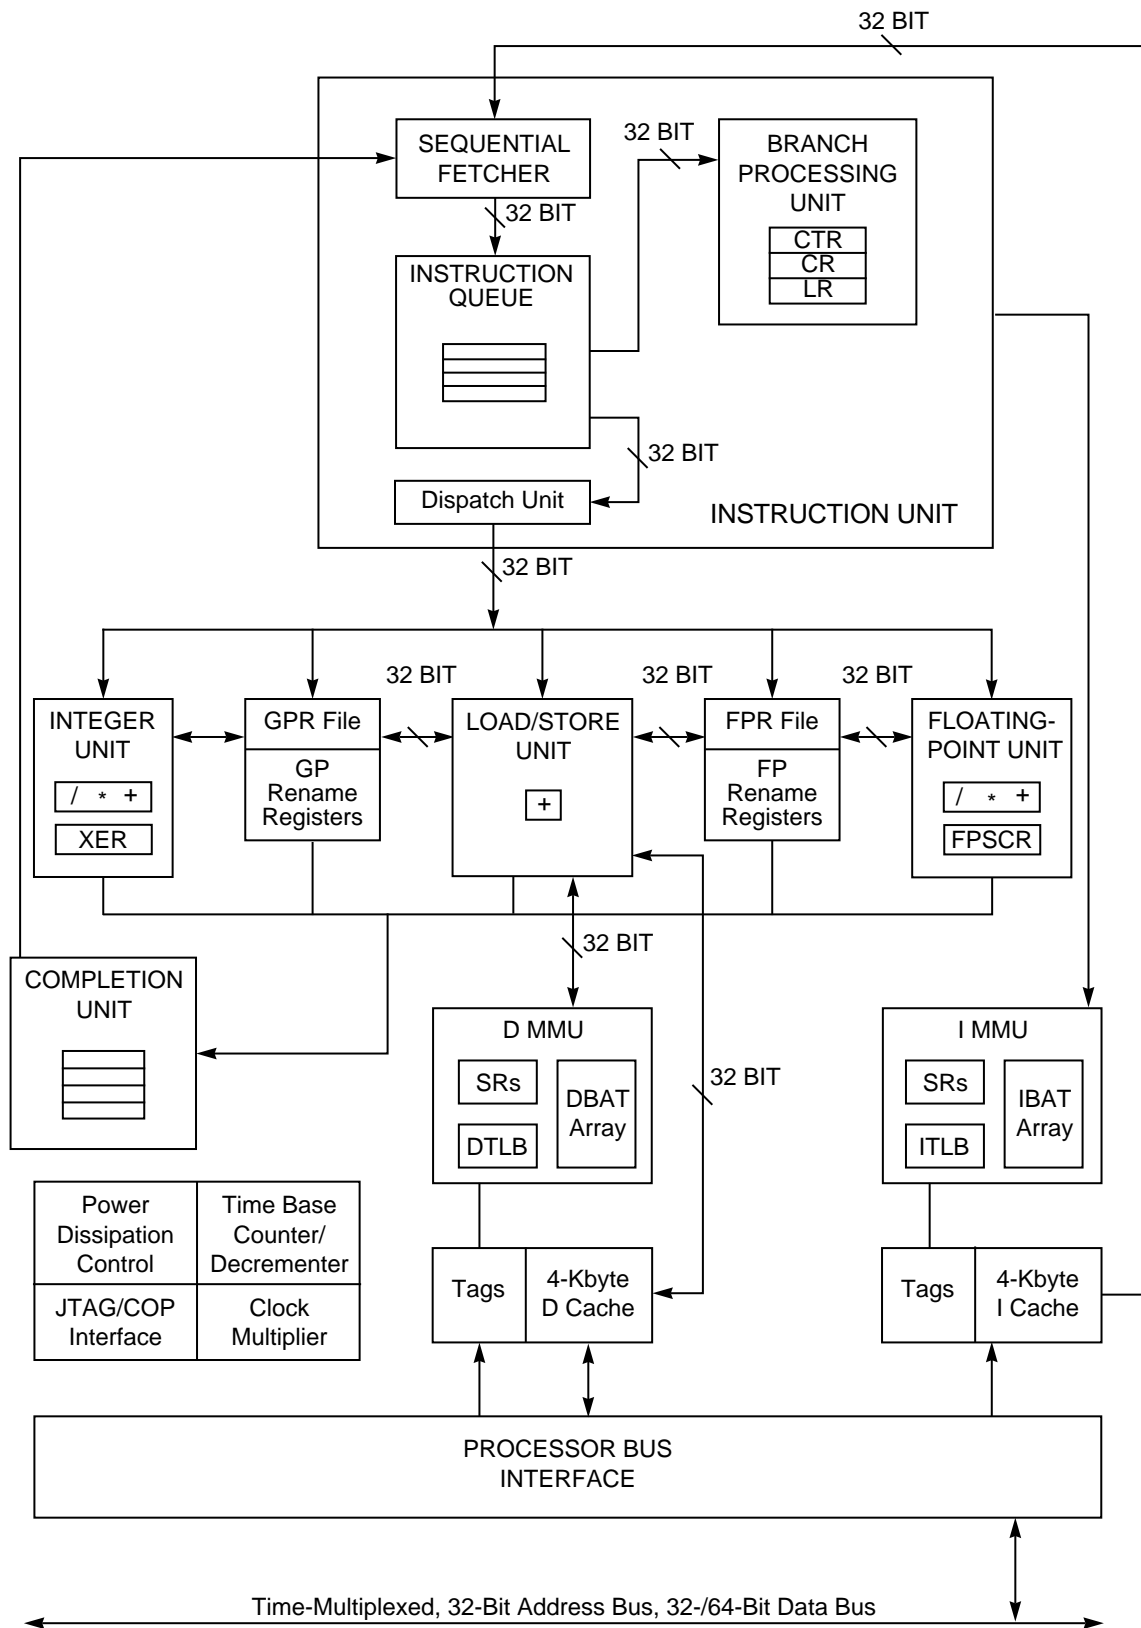 32 BIT
SEQUENTIAL
FETCHER
32 BIT
BRANCH
PROCESSING
UNIT
CTR
CR
LR
32 BIT
INSTRUCTION
QUEUE
32 BIT
Dispatch Unit
INSTRUCTION UNIT
32 BIT
32 BIT
32 BIT
32 BIT
INTEGER
UNIT
/ * +
XER
GPR File
GP
Rename
Registers
LOAD/STORE
UNIT
+
FPR File
FP
Rename
Registers
FLOATING-
POINT UNIT
/ * +
FPSCR
32 BIT
COMPLETION
UNIT
D MMU
SRs
DTLB
DBAT
Array
32 BIT
I MMU
SRs
ITLB
IBAT
Array
Power
Dissipation
Control
Time Base
Counter/
Decrementer
JTAG/COP
Interface
Clock
Multiplier
Tags
4-Kbyte
D Cache
Tags
4-Kbyte
I Cache
PROCESSOR BUS
INTERFACE
Time-Multiplexed, 32-Bit Address Bus, 32-/64-Bit Data Bus